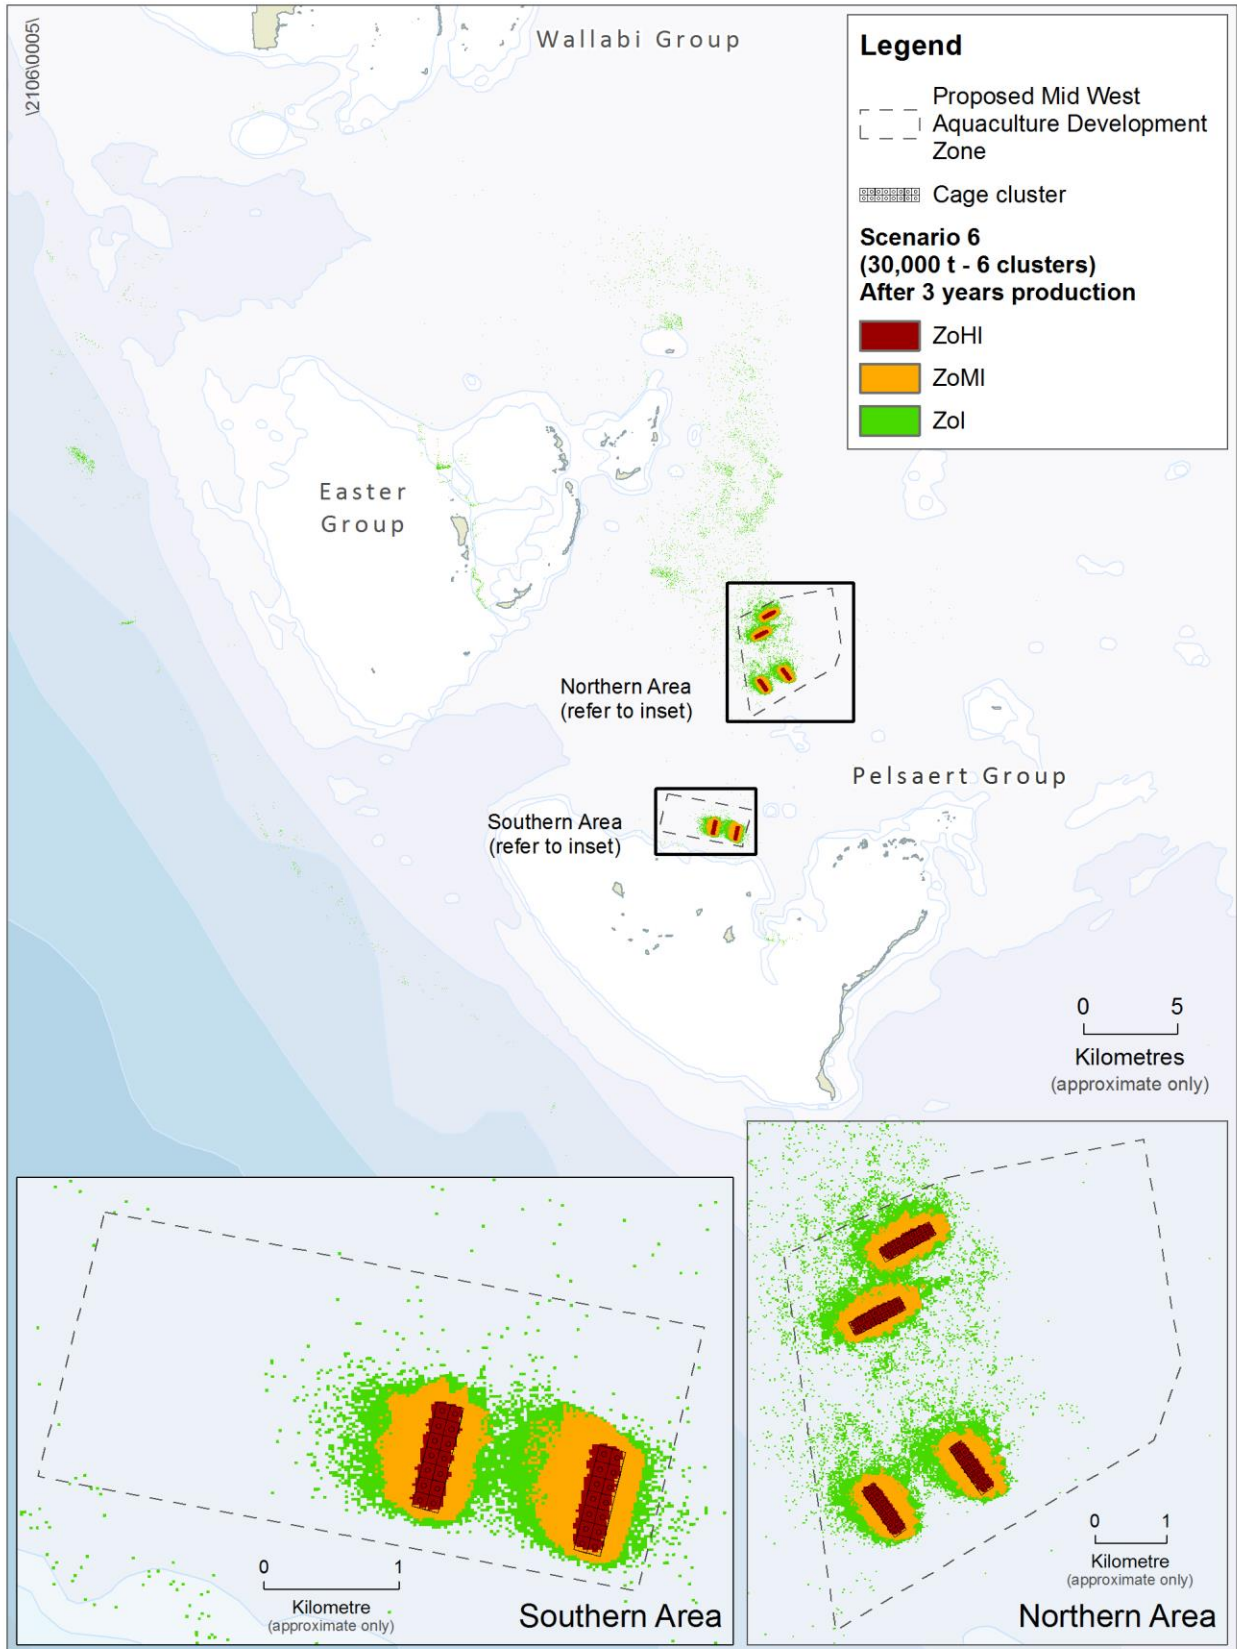 \2106\0005\
Wallabi Group
Legend
Proposed Mid West
Aquaculture Development
Zone
Cage cluster
Scenario 6
(30,000 t - 6 clusters)
After 3 years production
ZoHI
ZoMI
ZoI
Easter
Group
Northern Area
(refer to inset)
Pelsaert Group
Southern Area
(refer to inset)
0 5
Kilometres
(approximate only)
0 1
Kilometre
(approximate only)
Southern Area
0 1
Kilometre
(approximate only)
Northern Area